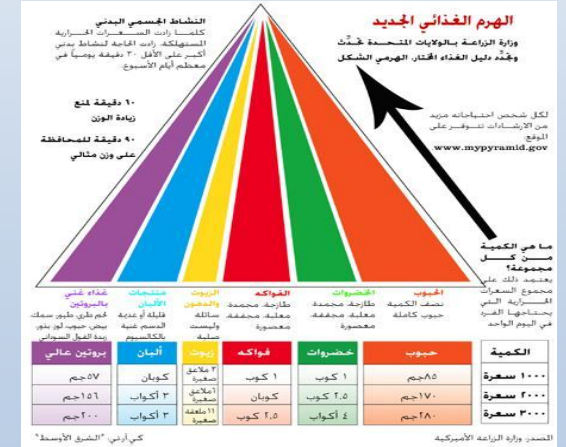 الهرم الغذائي الجديد
وزارة الزراعة بالولايات المتحدة حّدثت
وجّدد دليل الغذاء المختار. الهرمي الشكل
النشاط الجسمي البدني
كلما زادت السعرات الحرارية
المستهلكة. زادت الحاجة لنشاط بدني
أكبر على الأقل ٣٠ دقيقة يومياً في
معظم أيام الأسبوع.
٦٠ دقيقة لمنع
زيادة الوزن
٩٠ دقيقة للمحافظة
على وزن مثالي
لكل شخص احتياجاته مزيد
من الارشادات تتوفر على
الموقع.
www.mypyramid.gov
ما هي الكمية
من كل
مجموعة؟
يعتمد ذلك على
مجموع السعرات
الحرارية التي
يحتاجها الفرد
في اليوم الواحد
الحبوب
نصف الكمية
حبوب كاملة
الخضروات
طازجة. مجمدة
معلبة. مجففة.
معصورة
الفواكه
طازجة. مجمدة
معلبة. مجففة.
معصورة
الزيوت
والدهون
سائلة
وليست
صلبة
منتجات
الألبان
قليلة أو عدية
الدسم غنية
بالكالسيوم
غذاء غني
بالبروتين
لحم طري. طيور. سمك.
بيض. حبوب. لوز. بذور.
زبدة الفول السوداني
الكمية حبوب خضروات فواكه زيوت ألبان بروتين عالي
١٠٠٠ سعرة ٨٥جم ١ كوب ١ كوب ٣ ملاعق صغيرة كوبان ٥٧جم
٢٠٠٠ سعرة ١٧٠جم ٢,٥ كوب كوبان ٦ ملاعق صغيرة ٣ أكواب ١٥٦جم
٣٠٠٠ سعرة ٢٨٠جم ٤ أكواب ٢,٥ كوب ١١ ملعقة صغيرة ٣ أكواب ٢٠٠جم
المصدر: وزارة الزراعة الأميركية
كي آرتي: "الشرق الأوسط"